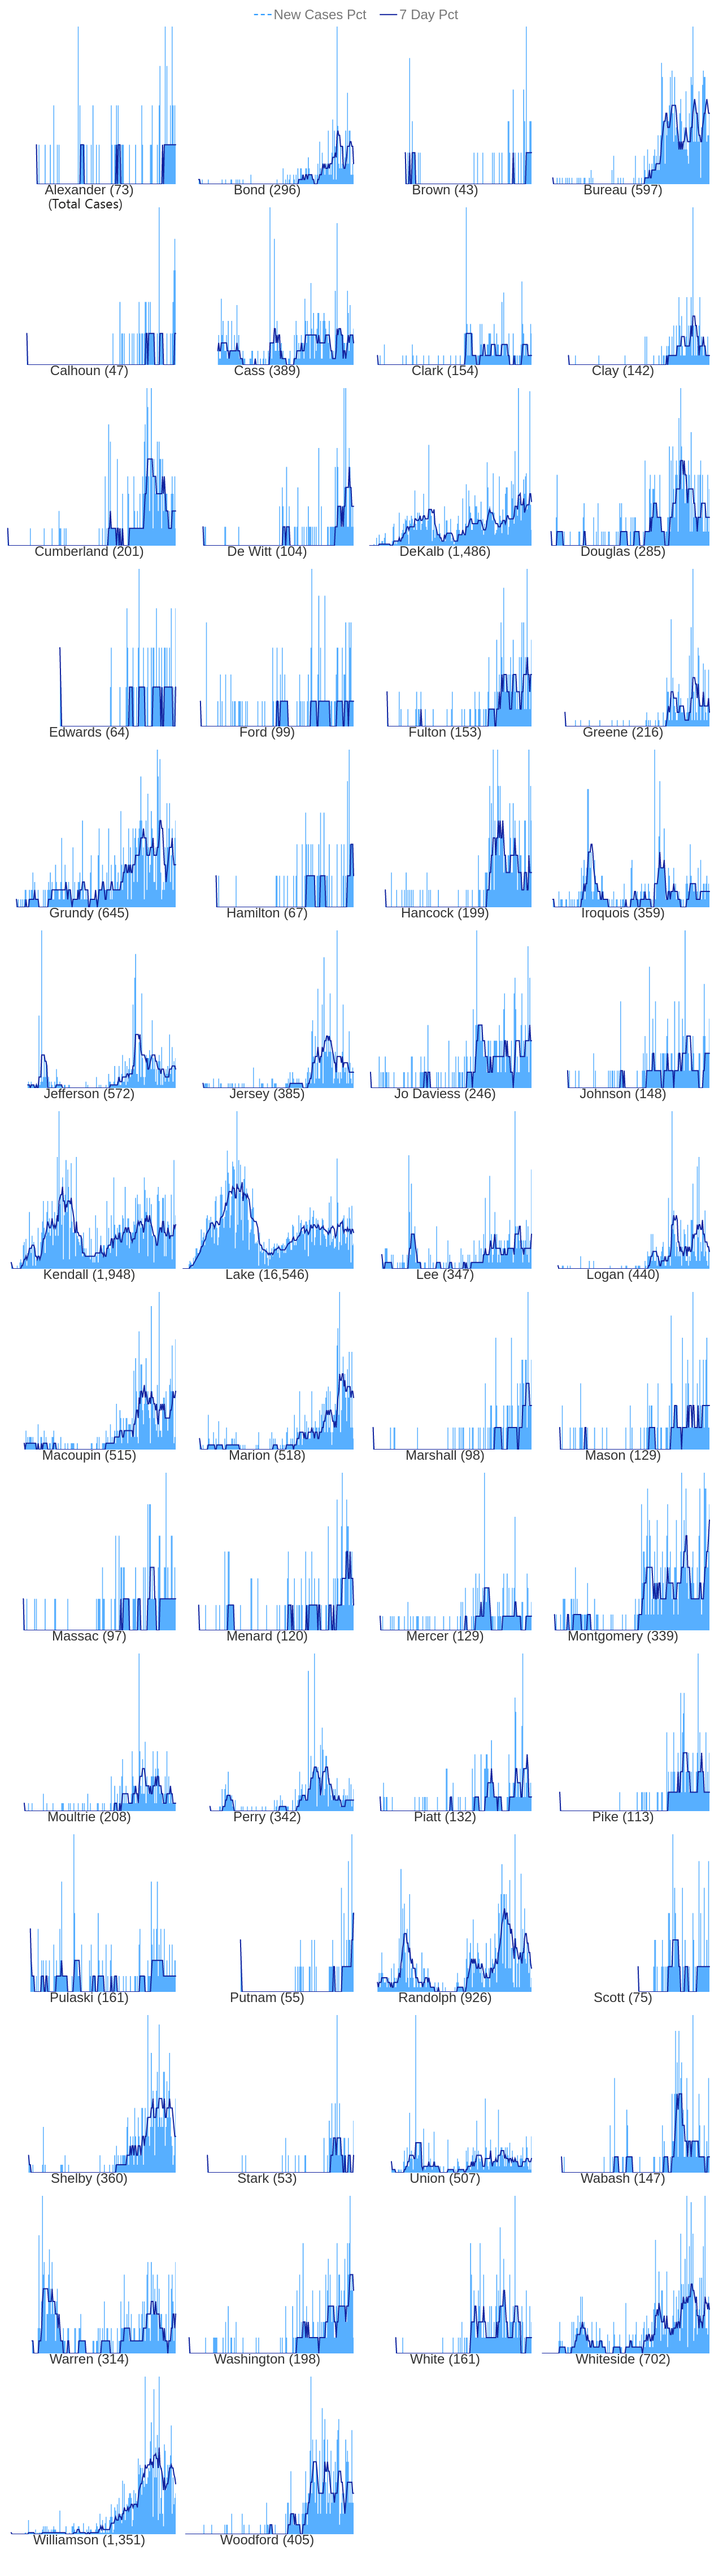 New Cases Pct 7 Day Pct
Alexander (73) Bond (296) Brown (43) Bureau (597)
(Total Cases)
Calhoun (47) Cass (389) Clark (154) Clay (142)
Cumberland (201) De Witt (104) DeKalb (1,486) Douglas (285)
Edwards (64) Ford (99) Fulton (153) Greene (216)
Grundy (645) Hamilton (67) Hancock (199) Iroquois (359)
Jefferson (572) Jersey (385) Jo Daviess (246) Johnson (148)
Kendall (1,948) Lake (16,546) Lee (347) Logan (440)
Macoupin (515) Marion (518) Marshall (98) Mason (129)
Massac (97) Menard (120) Mercer (129) Montgomery (339)
Moultrie (208) Perry (342) Piatt (132) Pike (113)
Pulaski (161) Putnam (55) Randolph (926) Scott (75)
Shelby (360) Stark (53) Union (507) Wabash (147)
Warren (314) Washington (198) White (161) Whiteside (702)
Williamson (1,351) Woodford (405)